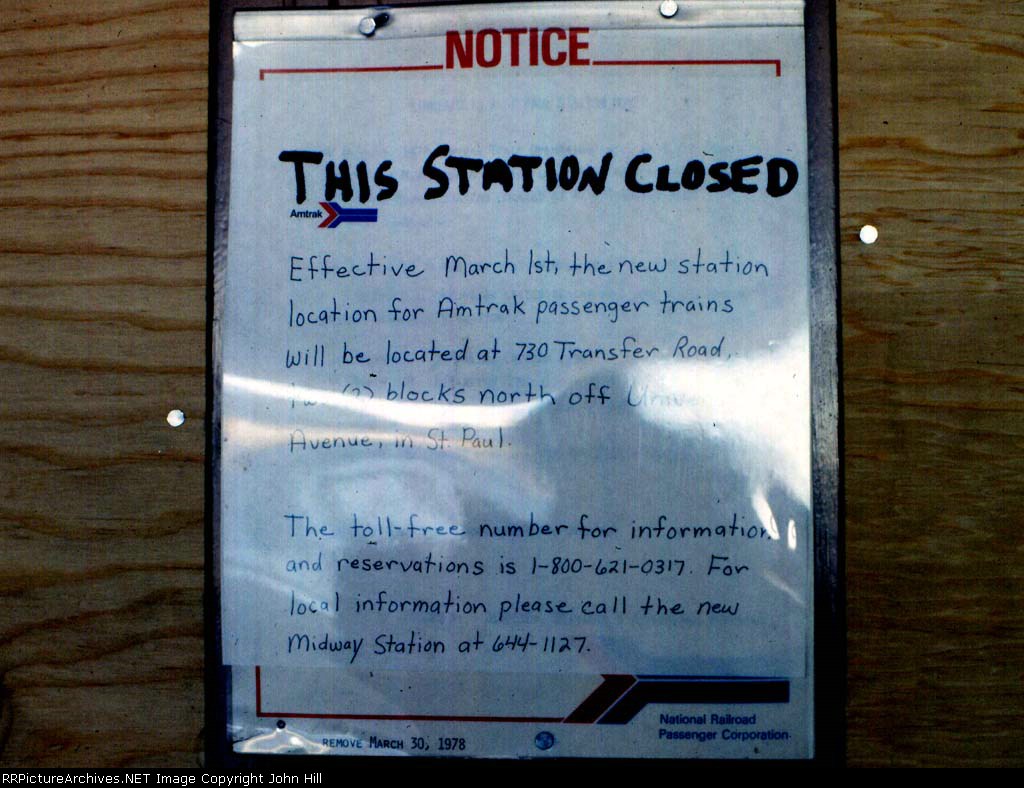 NOTICE
THIS STATION CLOSED
Amtrak
Effective March 1st, the new station
location for Amtrak passenger trains
will be located at 730 Transfer Road,
(2) blocks north off
Avenue, in St. Paul.
The toll-free number for information
and reservations is 1-800-621-0317. For
local information please call the new
Midway Station at 644-1127.
National Railroad
Passenger Corporation
REMOVE MARCH 30, 1978
RRPictureArchives.NET Image Copyright John Hill